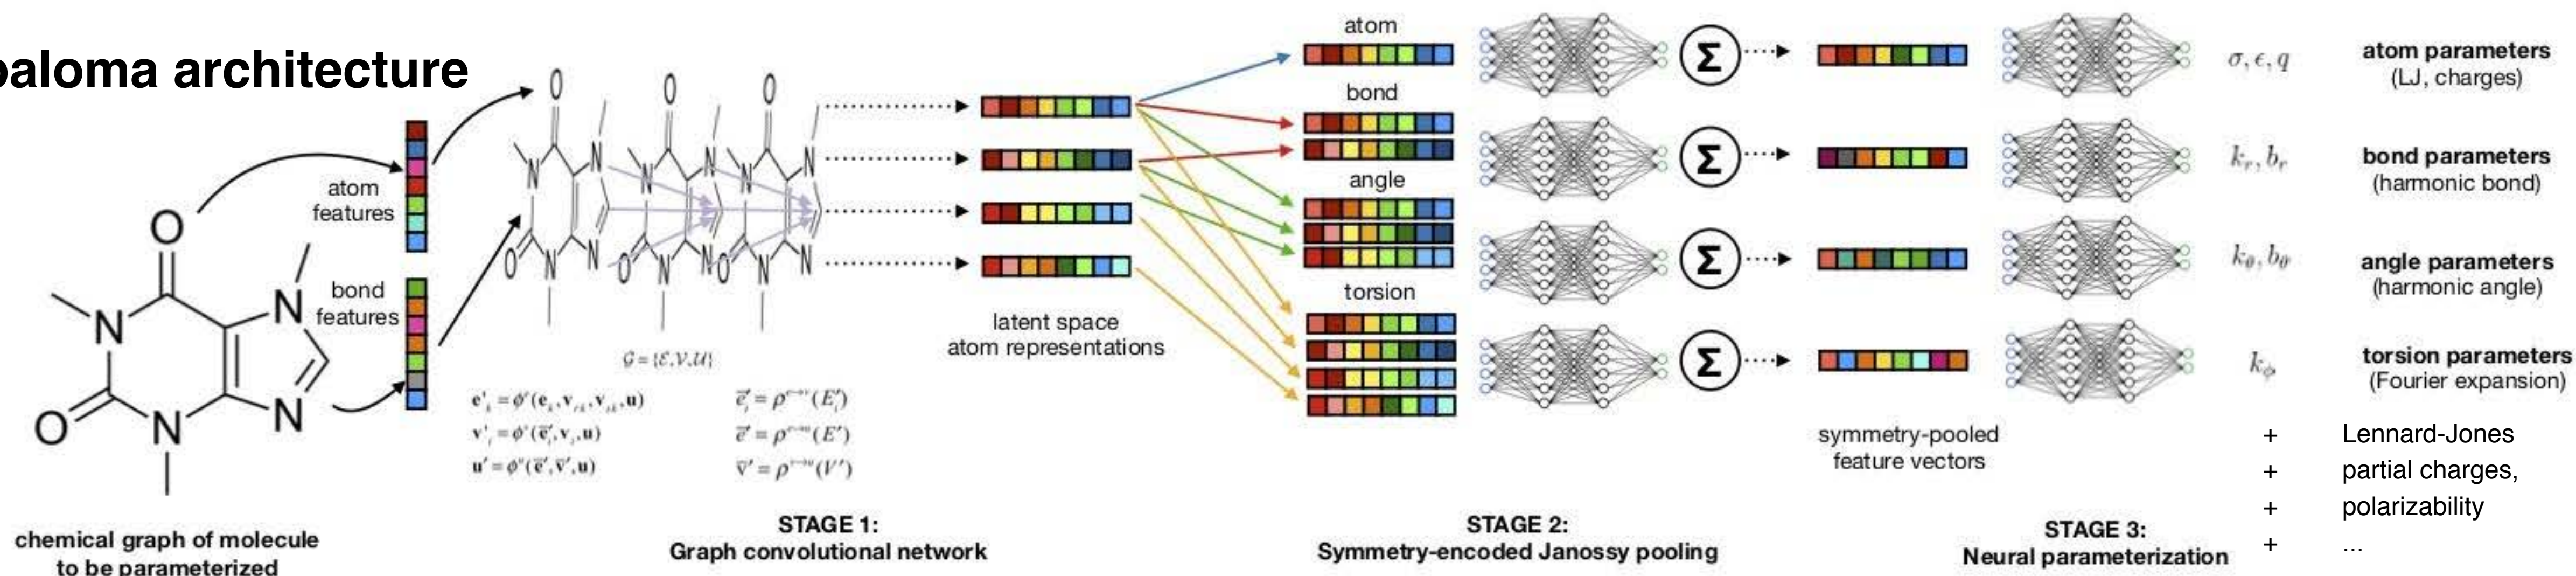 paloma architecture
atom
features
bond
features
O
N
N
O
N
N
chemical graph of molecule
to be parameterized
O
O
O
N
N
N
N
N
N
O
N
N
O
N
N
O
N
N
G = {E,V,U}
STAGE 1:
Graph convolutional network
latent space
atom representations
atom
bond
angle
torsion
Σ
Σ
Σ
Σ
STAGE 2:
Symmetry-encoded Janossy pooling
symmetry-pooled
feature vectors
STAGE 3:
Neural parameterization
σ, ϵ, q
atom parameters
(LJ, charges)
k_r, b_r
bond parameters
(harmonic bond)
k_θ, b_θ
angle parameters
(harmonic angle)
k_ϕ
torsion parameters
(Fourier expansion)
+ Lennard-Jones
+ partial charges,
+ polarizability
+ ...